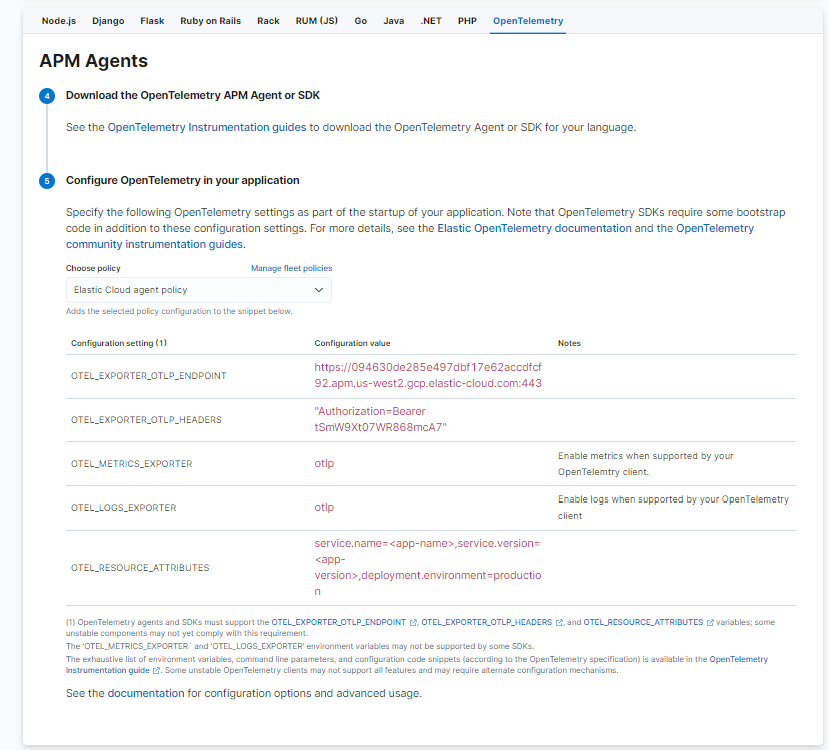 Node.js Django Flask Ruby on Rails Rack RUM (JS) Go Java .NET PHP OpenTelemetry
APM Agents
4 Download the OpenTelemetry APM Agent or SDK
See the OpenTelemetry Instrumentation guides to download the OpenTelemetry Agent or SDK for your language.
5 Configure OpenTelemetry in your application
Specify the following OpenTelemetry settings as part of the startup of your application. Note that OpenTelemetry SDKs require some bootstrap
code in addition to these configuration settings. For more details, see the Elastic OpenTelemetry documentation and the OpenTelemetry
community instrumentation guides.
Choose policy Manage fleet policies
Elastic Cloud agent policy
Adds the selected policy configuration to the snippet below.
Configuration setting (1) Configuration value Notes
OTEL_EXPORTER_OTLP_ENDPOINT
https://094630de285e497dbf17e62accdfcf
92.apm.us-west2.gcp.elastic-cloud.com:443
OTEL_EXPORTER_OTLP_HEADERS
"Authorization=Bearer
tSmW9Xt07WR868mcA7"
OTEL_METRICS_EXPORTER
otlp
Enable metrics when supported by your
OpenTelemtry client.
OTEL_LOGS_EXPORTER
otlp
Enable logs when supported by your OpenTelemetry
client
OTEL_RESOURCE_ATTRIBUTES
service.name=<app-name>,service.version=
<app-
version>,deployment.environment=productio
n
(1) OpenTelemetry agents and SDKs must support the OTEL_EXPORTER_OTLP_ENDPOINT , OTEL_EXPORTER_OTLP_HEADERS , and OTEL_RESOURCE_ATTRIBUTES variables; some
unstable components may not yet comply with this requirement.
The 'OTEL_METRICS_EXPORTER` and 'OTEL_LOGS_EXPORTER' environment variables may not be supported by some SDKs.
The exhaustive list of environment variables, command line parameters, and configuration code snippets (according to the OpenTelemetry specification) is available in the OpenTelemetry
Instrumentation guide . Some unstable OpenTelemetry clients may not support all features and may require alternate configuration mechanisms.
See the documentation for configuration options and advanced usage.